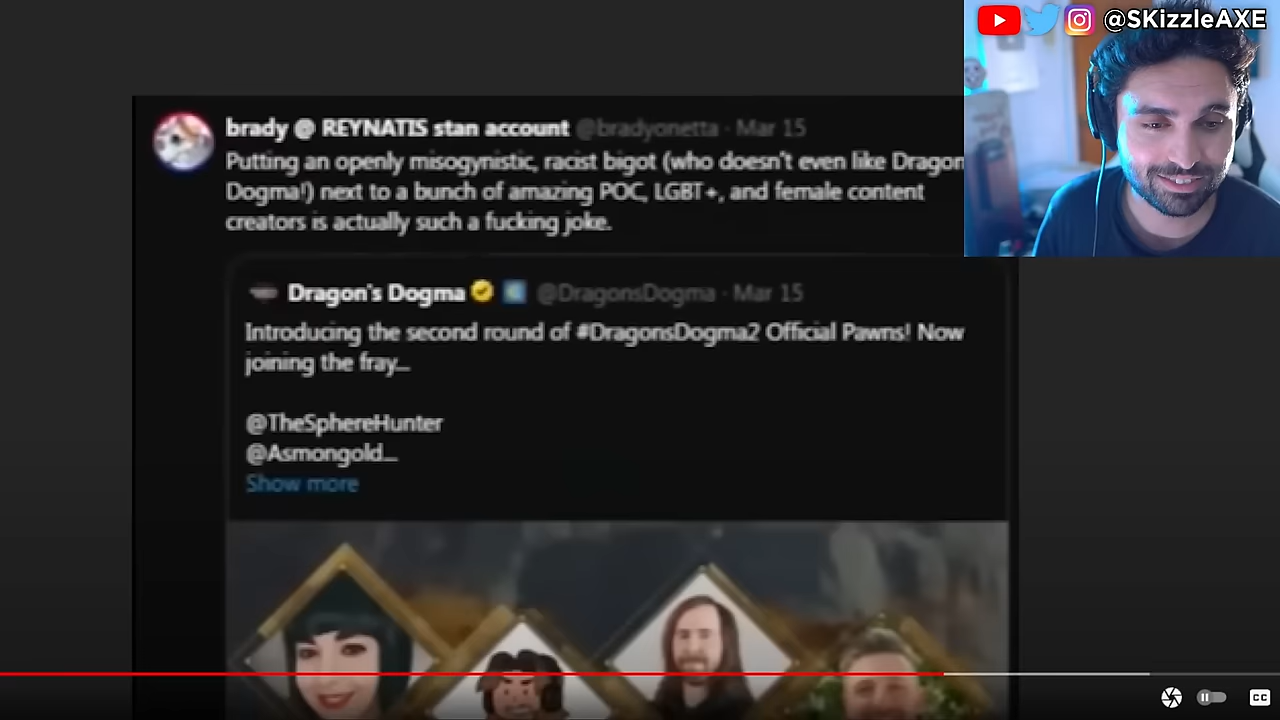 @SKizzleAXE
brady @ REYNATIS stan account @bradyonetta · Mar 15
Putting an openly misogynistic, racist bigot (who doesn't even like Dragon
Dogma!) next to a bunch of amazing POC, LGBT+, and female content
creators is actually such a fucking joke.
Dragon's Dogma @DragonsDogma · Mar 15
Introducing the second round of #DragonsDogma2 Official Pawns! Now
joining the fray...
@TheSphereHunter
@Asmongold...
Show more
CC